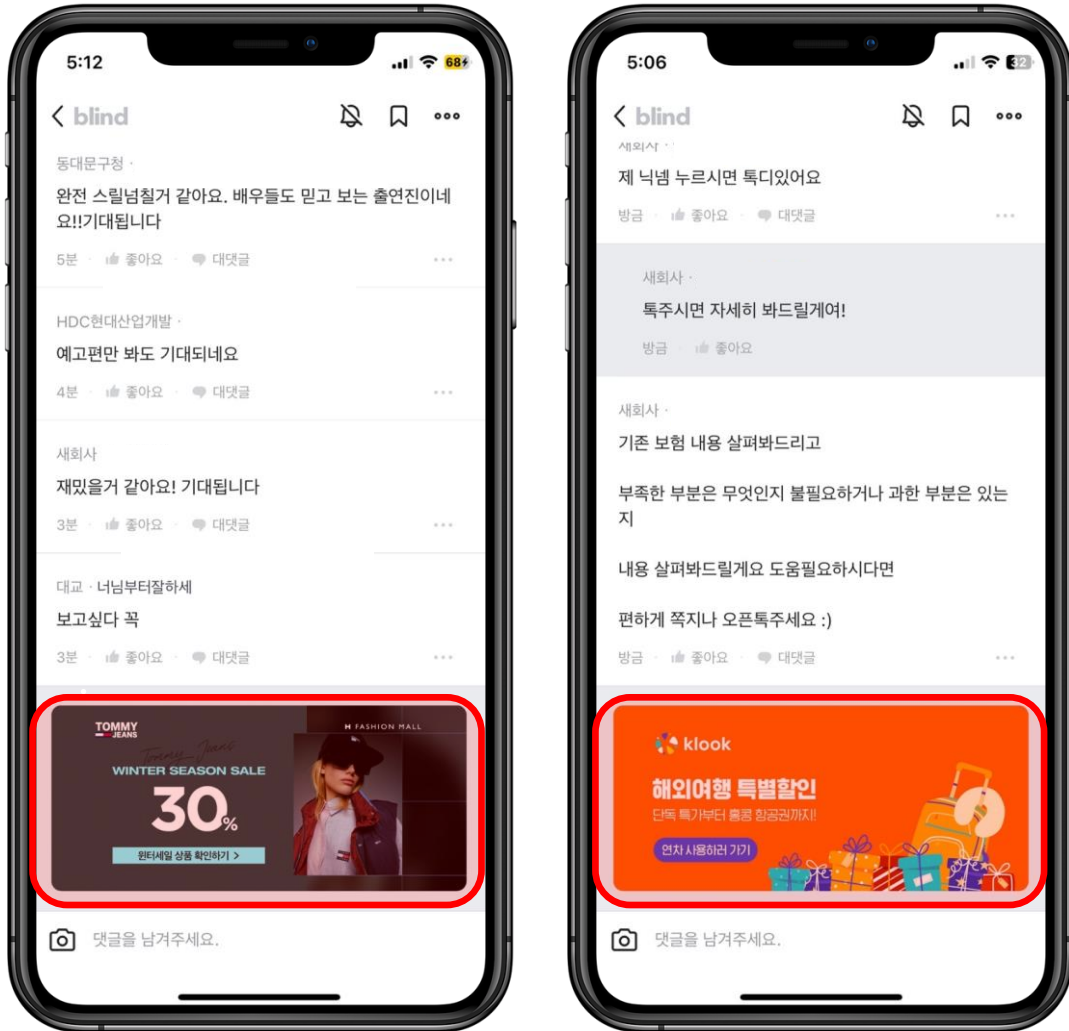 5:12
68
blind
동대문구청 ·
완전 스릴넘칠거 같아요. 배우들도 믿고 보는 출연진이네
요!!기대됩니다
5분 · 좋아요 · 대댓글
HDC현대산업개발 ·
예고편만 봐도 기대되네요
4분 · 좋아요 · 대댓글
새회사
재밌을거 같아요! 기대됩니다
3분 · 좋아요 · 대댓글
대교 · 너님부터잘하세
보고싶다 꼭
3분 · 좋아요 · 대댓글
TOMMY
JEANS
H FASHION MALL
Tommy Jeans
WINTER SEASON SALE
30%
윈터세일 상품 확인하기 >
댓글을 남겨주세요.
5:06
32
blind
새회사 ·
제 닉넴 누르시면 톡디있어요
방금 · 좋아요 · 대댓글
새회사 ·
톡주시면 자세히 봐드릴게여!
방금 · 좋아요
새회사 ·
기존 보험 내용 살펴봐드리고
부족한 부분은 무엇인지 불필요하거나 과한 부분은 있는
지
내용 살펴봐드릴게요 도움필요하시다면
편하게 쪽지나 오픈톡주세요 :)
방금 · 좋아요 · 대댓글
klook
해외여행 특별할인
단독 특가부터 홍콩 항공권까지!
연차 사용하러 가기
댓글을 남겨주세요.